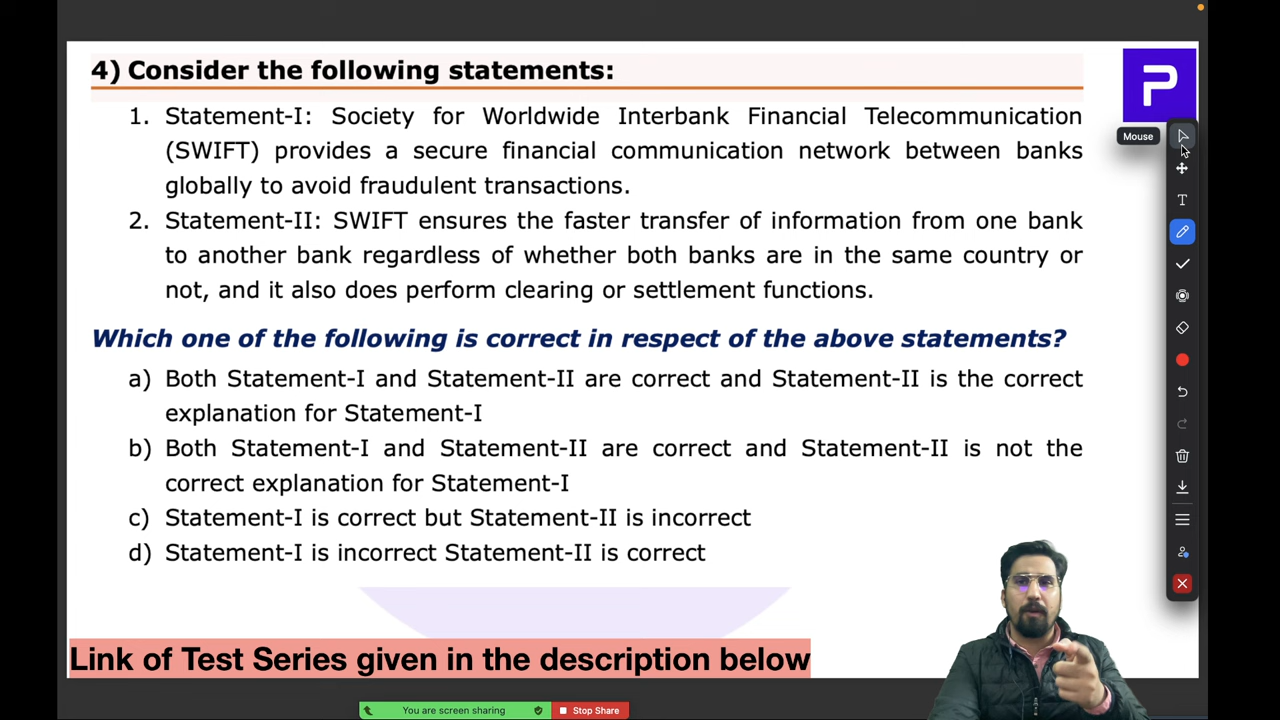 4) Consider the following statements:
P
Mouse
1. Statement-I: Society for Worldwide Interbank Financial Telecommunication
(SWIFT) provides a secure financial communication network between banks
globally to avoid fraudulent transactions.
2. Statement-II: SWIFT ensures the faster transfer of information from one bank
to another bank regardless of whether both banks are in the same country or
not, and it also does perform clearing or settlement functions.
Which one of the following is correct in respect of the above statements?
a) Both Statement-I and Statement-II are correct and Statement-II is the correct
explanation for Statement-I
b) Both Statement-I and Statement-II are correct and Statement-II is not the
correct explanation for Statement-I
c) Statement-I is correct but Statement-II is incorrect
d) Statement-I is incorrect Statement-II is correct
Link of Test Series given in the description below
You are screen sharing
Stop Share